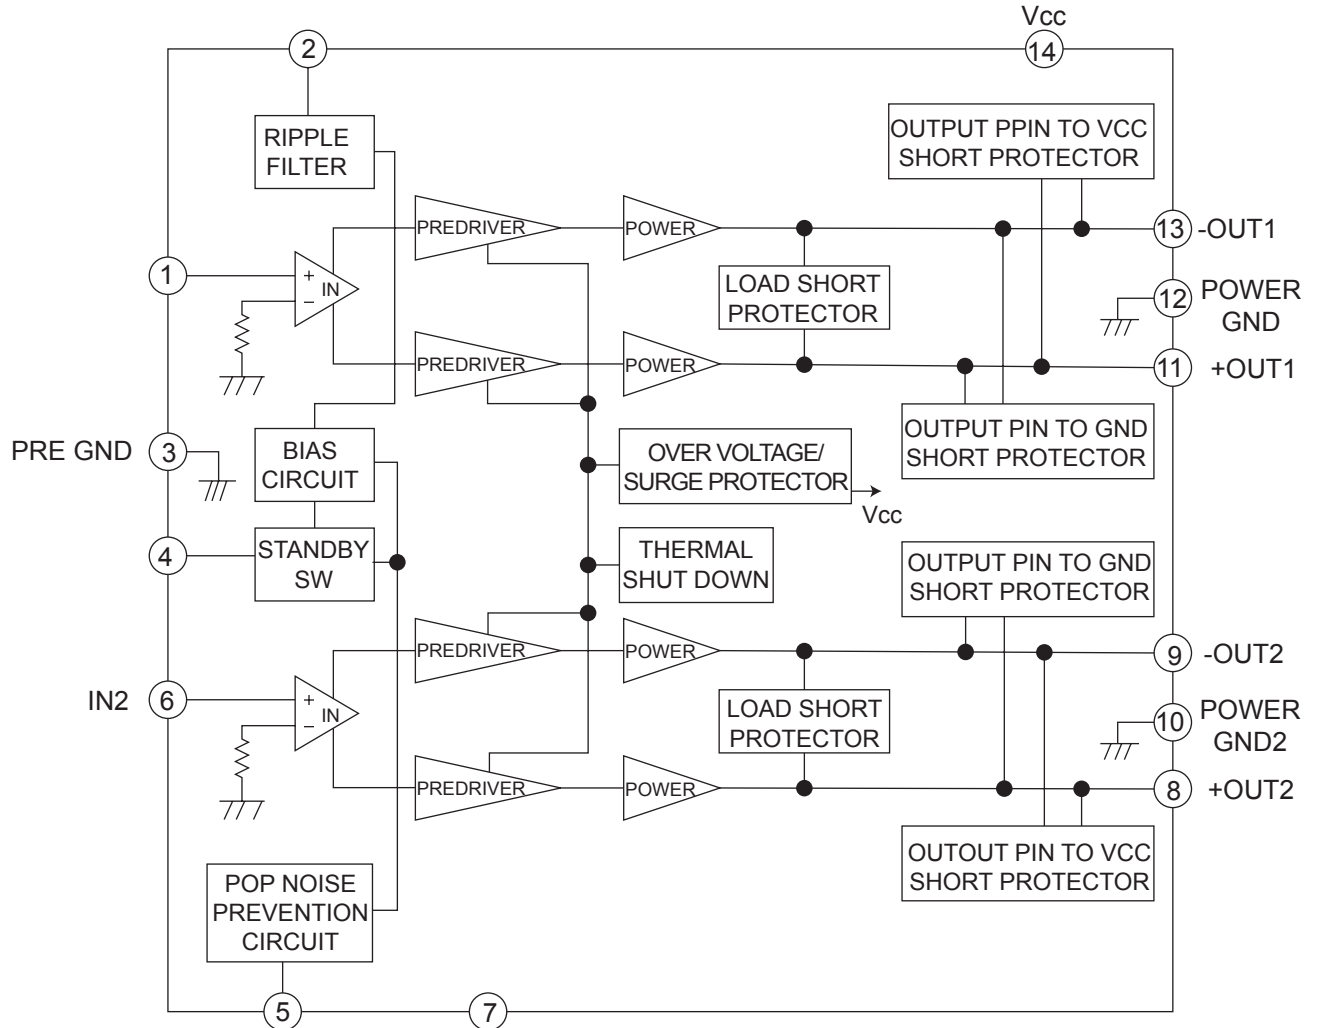 Vcc
2
14
RIPPLE
FILTER
OUTPUT PPIN TO VCC
SHORT PROTECTOR
PREDRIVER
POWER
13
-OUT1
1
+
IN
−
LOAD SHORT
PROTECTOR
12
POWER
GND
PREDRIVER
POWER
11
+OUT1
PRE GND
3
BIAS
CIRCUIT
OVER VOLTAGE/
SURGE PROTECTOR
Vcc
OUTPUT PIN TO GND
SHORT PROTECTOR
4
STANDBY
SW
THERMAL
SHUT DOWN
OUTPUT PIN TO GND
SHORT PROTECTOR
PREDRIVER
POWER
9
-OUT2
IN2
6
+
IN
−
LOAD SHORT
PROTECTOR
10
POWER
GND2
PREDRIVER
POWER
8
+OUT2
POP NOISE
PREVENTION
CIRCUIT
OUTOUT PIN TO VCC
SHORT PROTECTOR
5
7